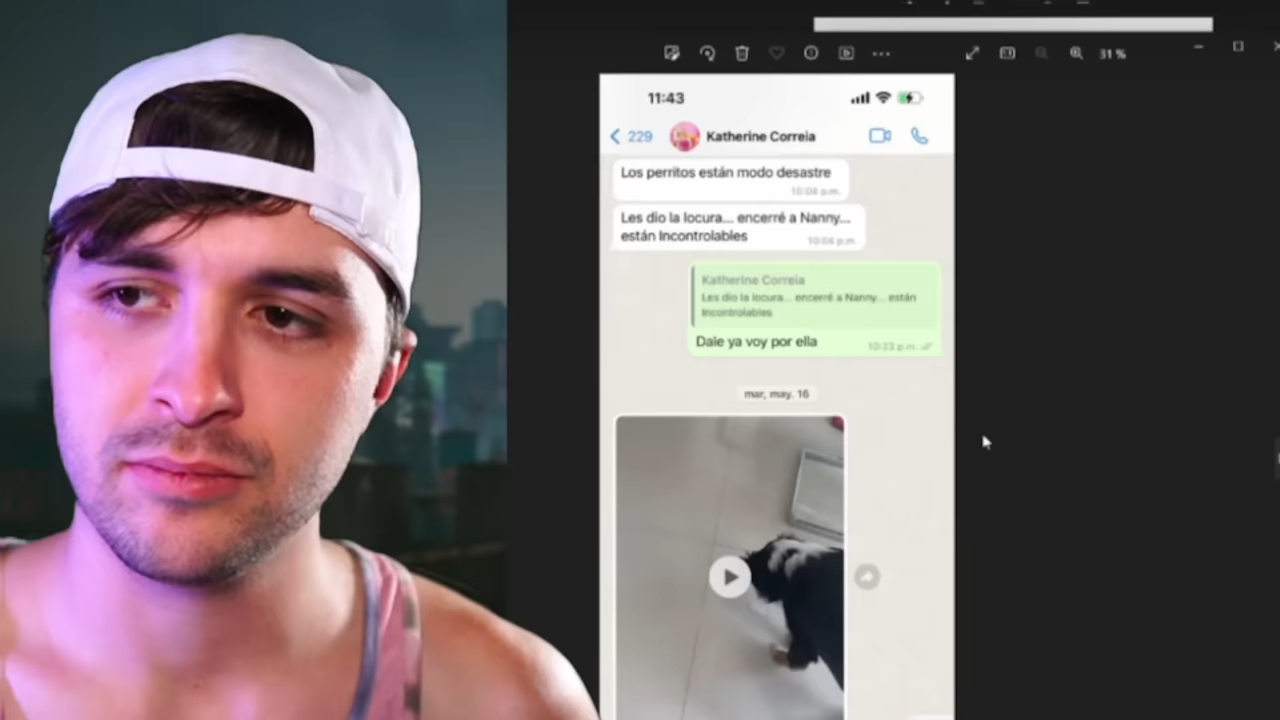 31 %
11:43
229
Katherine Correia
Los perritos están modo desastre
10:04 p.m.
Les dio la locura... encerré a Nanny...
están Incontrolables
10:04 p.m.
Katherine Correia
Les dio la locura... encerré a Nanny... están
Incontrolables
Dale ya voy por ella
10:23 p.m.
mar, may. 16